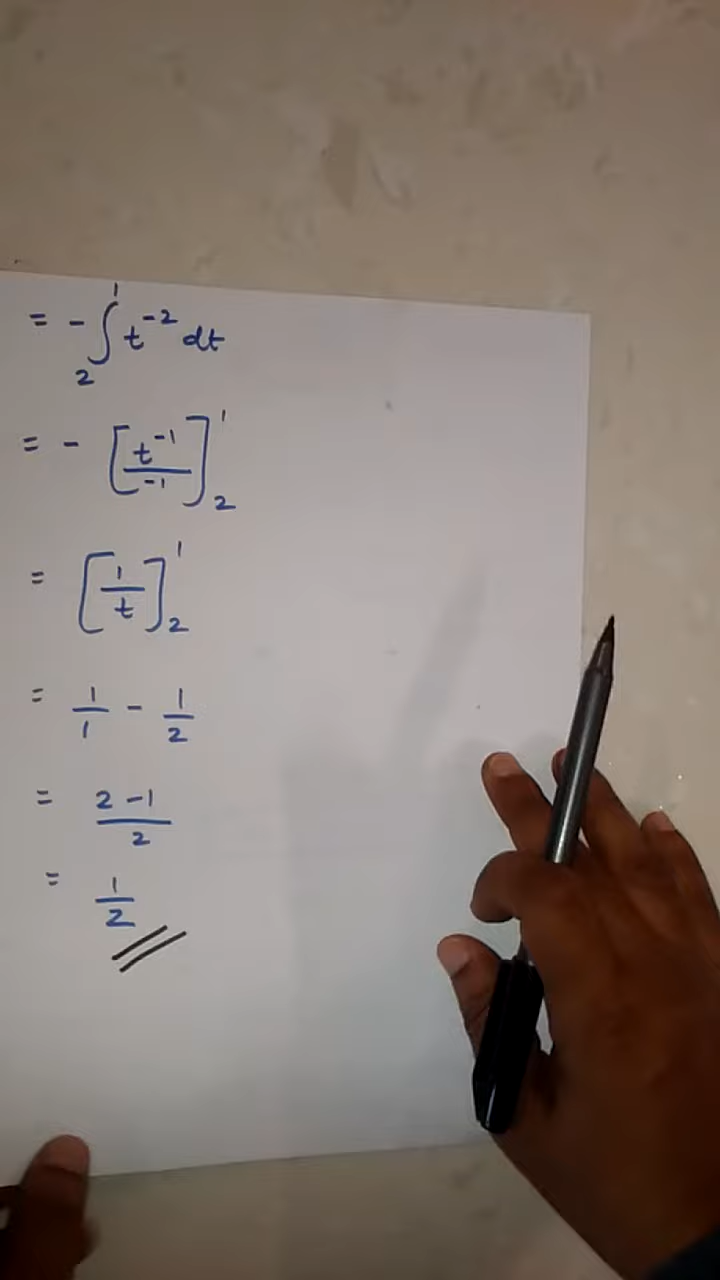 = - ∫₂¹ t⁻² dt
= - [t⁻¹/-1]₂¹
= [1/t]₂¹
= 1/1 - 1/2
= 2-1/2
= 1/2